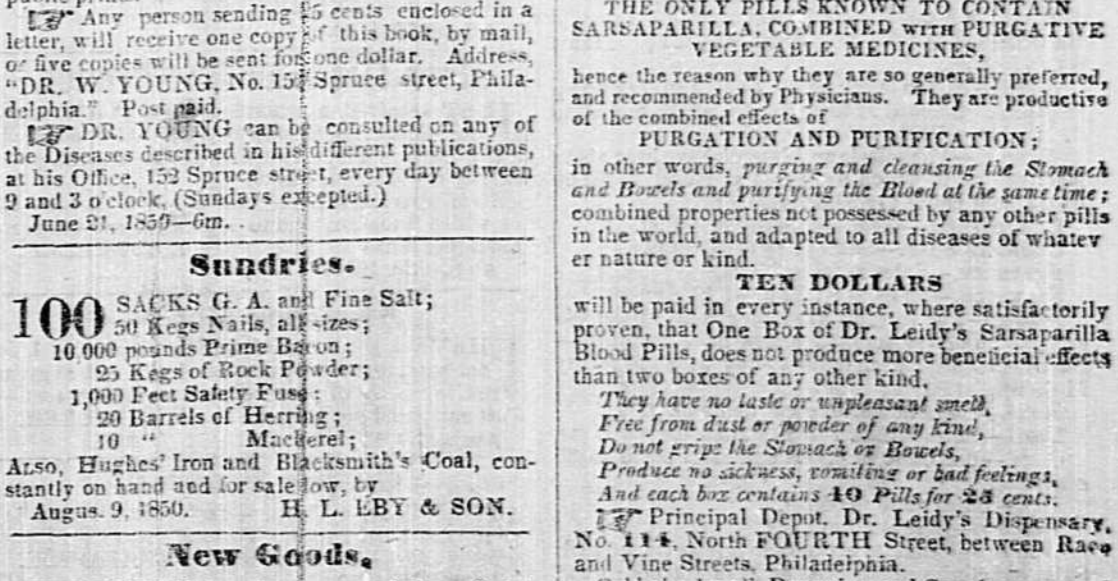 ☞ Any person sending 25 cents enclosed in a
letter, will receive one copy of this book, by mail,
or five copies will be sent for one dollar. Address,
"DR. W. YOUNG, No. 152 Spruce street, Phila-
delphia." Post paid.
☞ DR. YOUNG can be consulted on any of
the Diseases described in his different publications,
at his Office, 152 Spruce street, every day between
9 and 3 o'clock, (Sundays excepted.)
June 21, 1850—6m.
Sundries.
100 SACKS G. A. and Fine Salt;
50 Kegs Nails, all sizes;
10,000 pounds Prime Bacon;
25 Kegs of Rock Powder;
1,000 Feet Safety Fuse;
20 Barrels of Herring;
10 " Mackerel;
ALSO, Hughes' Iron and Blacksmith's Coal, con-
stantly on hand and for sale low, by
Augus. 9, 1850. H. L. EBY & SON.
New Goods.
THE ONLY PILLS KNOWN TO CONTAIN
SARSAPARILLA, COMBINED WITH PURGATIVE
VEGETABLE MEDICINES,
hence the reason why they are so generally preferred,
and recommended by Physicians. They are productive
of the combined effects of
PURGATION AND PURIFICATION;
in other words, purging and cleansing the Stomach
and Bowels and purifying the Blood at the same time;
combined properties not possessed by any other pills
in the world, and adapted to all diseases of whatev
er nature or kind.
TEN DOLLARS
will be paid in every instance, where satisfactorily
proven, that One Box of Dr. Leidy's Sarsaparilla
Blood Pills, does not produce more beneficial effects
than two boxes of any other kind.
They have no taste or unpleasant smell,
Free from dust or powder of any kind,
Do not gripe the Stomach or Bowels,
Produce no sickness, vomiting or bad feelings,
And each box contains 40 Pills for 25 cents.
☞ Principal Depot. Dr. Leidy's Dispensary,
No. 114, North FOURTH Street, between Race
and Vine Streets, Philadelphia.